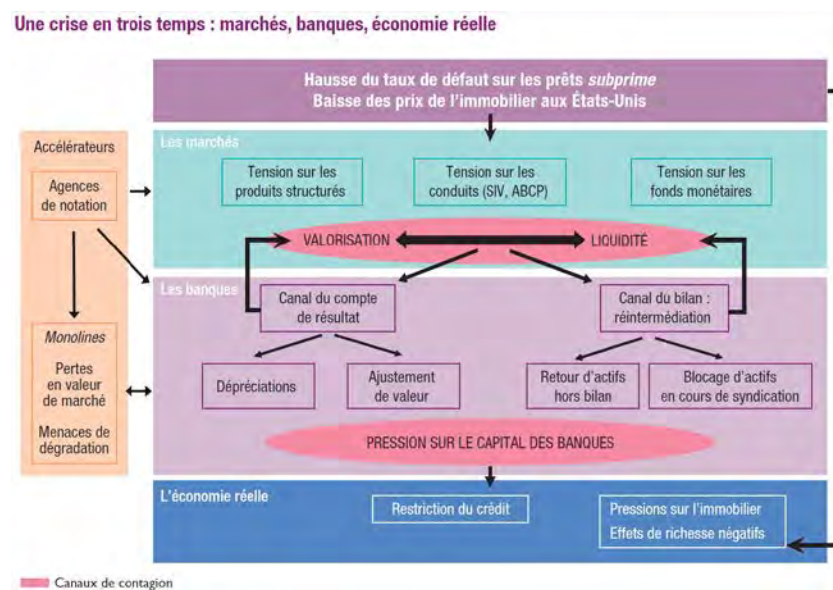 Une crise en trois temps : marchés, banques, économie réelle
Hausse du taux de défaut sur les prêts subprime
Baisse des prix de l'immobilier aux États-Unis
Accélérateurs
Agences
de notation
Les marchés
Tension sur les
produits structurés
Tension sur les
conduits (SIV, ABCP)
Tension sur les
fonds monétaires
VALORISATION
LIQUIDITÉ
Les banques
Canal du compte
de résultat
Canal du bilan :
réintermédiation
Monolines
Pertes
en valeur
de marché
Menaces de
dégradation
Dépréciations
Ajustement
de valeur
Retour d'actifs
hors bilan
Blocage d'actifs
en cours de syndication
PRESSION SUR LE CAPITAL DES BANQUES
L'économie réelle
Restriction du crédit
Pressions sur l'immobilier
Effets de richesse négatifs
Canaux de contagion